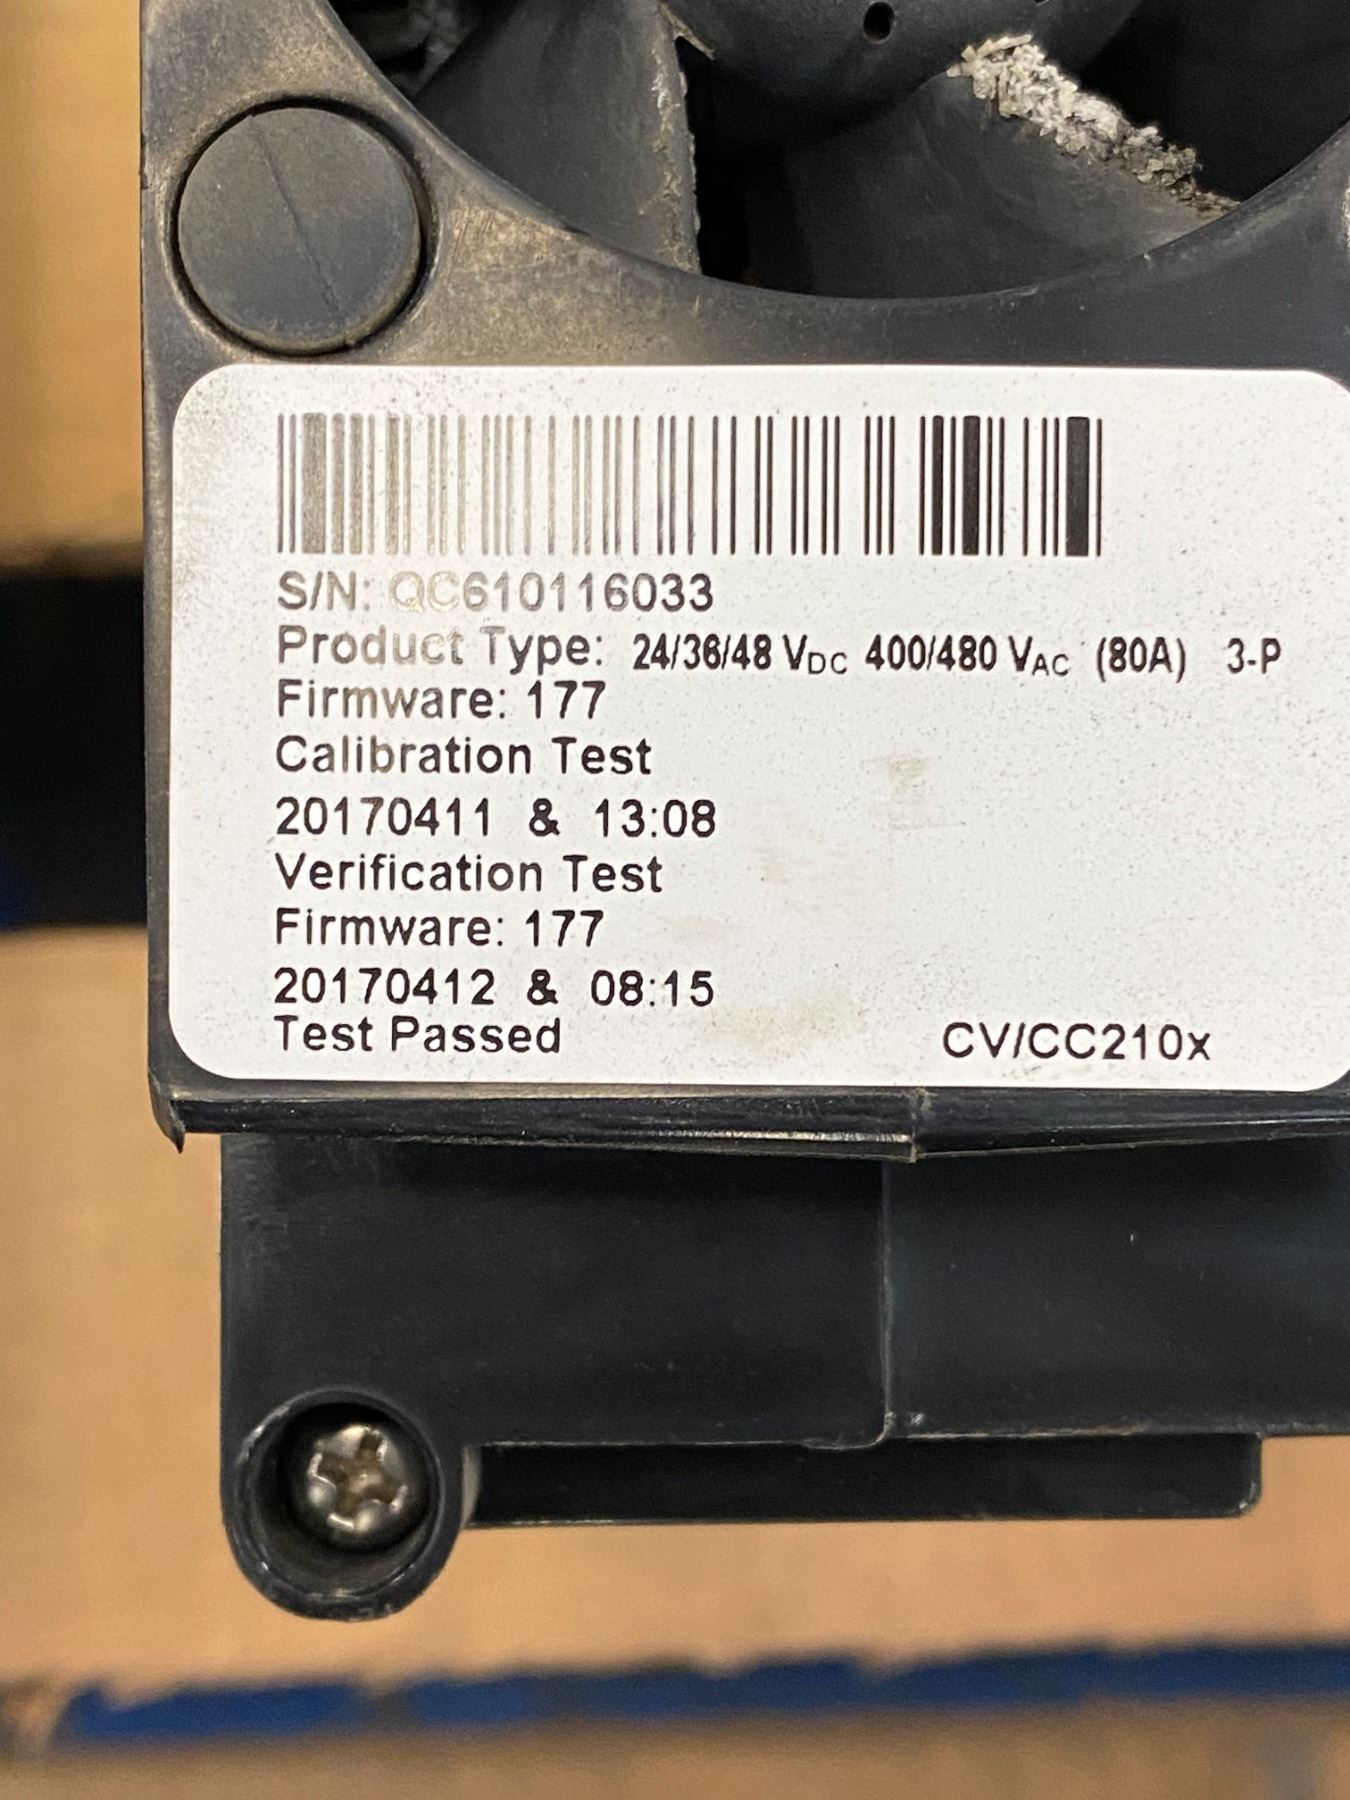 S/N: QC610116033
Product Type: 24/36/48 VDC 400/480 VAC (80A) 3-P
Firmware: 177
Calibration Test
20170411 & 13:08
Verification Test
Firmware: 177
20170412 & 08:15
Test Passed CV/CC210x